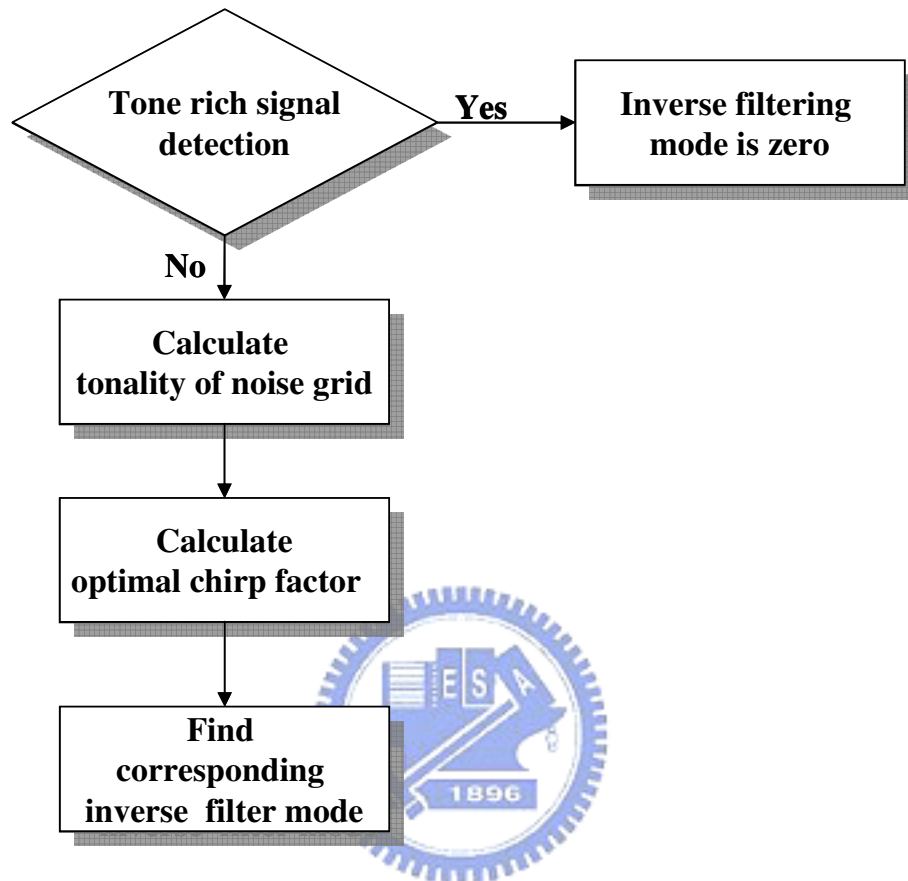 Tone rich signal
detection
Yes
Inverse filtering
mode is zero
No
Calculate
tonality of noise grid
Calculate
optimal chirp factor
Find
corresponding
inverse filter mode
E S A
1896